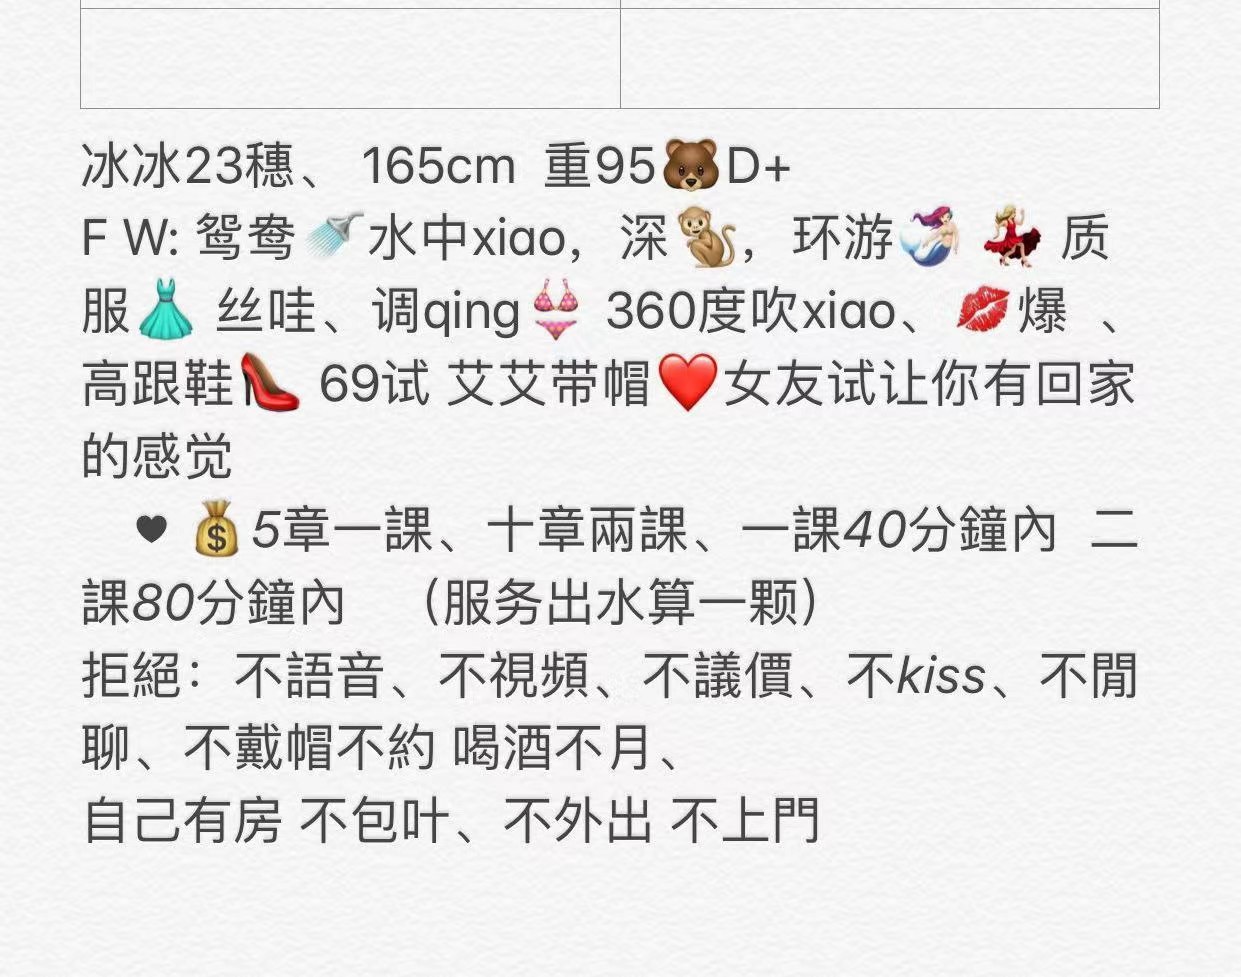 冰冰23穗、 165cm 重95🐻D+
F W: 鸳鸯🚿水中xiao，深🐒，环游🧜‍♀️ 💃 质
服👗 丝哇、调qing👙 360度吹xiao、💋爆 、
高跟鞋👠 69试 艾艾带帽❤️女友试让你有回家
的感觉
♥ 💰5章一課、十章兩課、一課40分鐘內 二
課80分鐘內 （服务出水算一颗）
拒絕：不語音、不視頻、不議價、不kiss、不閒
聊、不戴帽不約 喝酒不月、
自己有房 不包叶、不外出 不上門